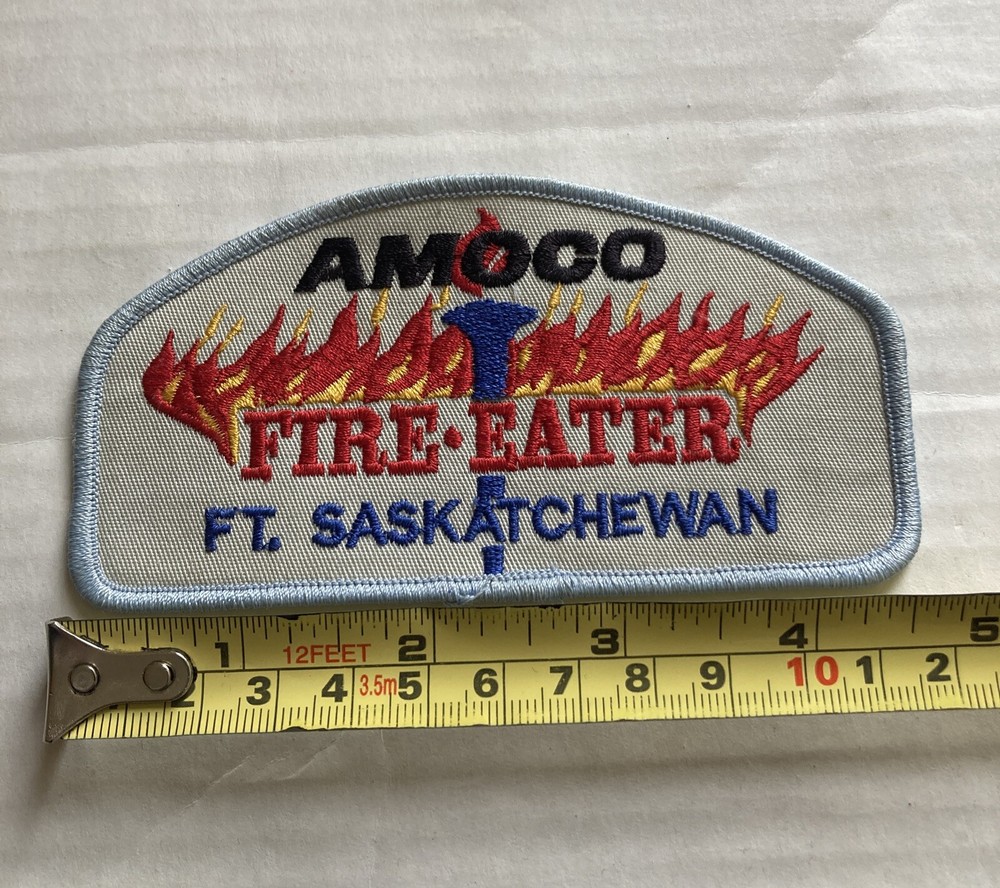 AMOCO
FIRE·EATER
FT. SASKATCHEWAN
1 12FEET 2 3 4 5
2 3 4 3.5m 5 6 7 8 9 10 1 2